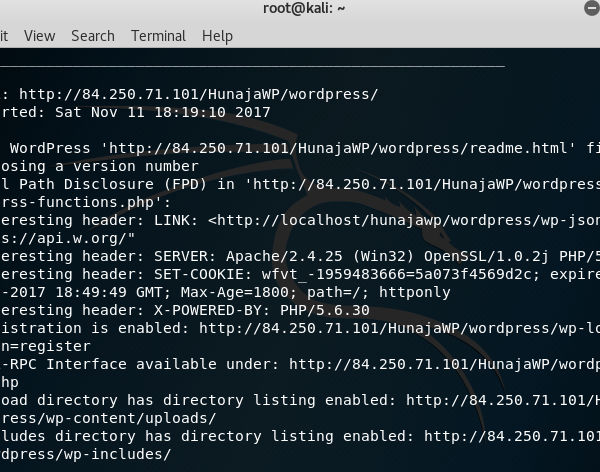 root@kali: ~
it View Search Terminal Help
: http://84.250.71.101/HunajaWP/wordpress/
rted: Sat Nov 11 18:19:10 2017
WordPress 'http://84.250.71.101/HunajaWP/wordpress/readme.html' fi
osing a version number
l Path Disclosure (FPD) in 'http://84.250.71.101/HunajaWP/wordpress
rss-functions.php':
eresting header: LINK: <http://localhost/hunajawp/wordpress/wp-json
s://api.w.org/"
eresting header: SERVER: Apache/2.4.25 (Win32) OpenSSL/1.0.2j PHP/5
eresting header: SET-COOKIE: wfvt_-1959483666=5a073f4569d2c; expire
-2017 18:49:49 GMT; Max-Age=1800; path=/; httponly
eresting header: X-POWERED-BY: PHP/5.6.30
istration is enabled: http://84.250.71.101/HunajaWP/wordpress/wp-lo
n=register
-RPC Interface available under: http://84.250.71.101/HunajaWP/wordp
hp
oad directory has directory listing enabled: http://84.250.71.101/H
ress/wp-content/uploads/
ludes directory has directory listing enabled: http://84.250.71.101
dpress/wp-includes/